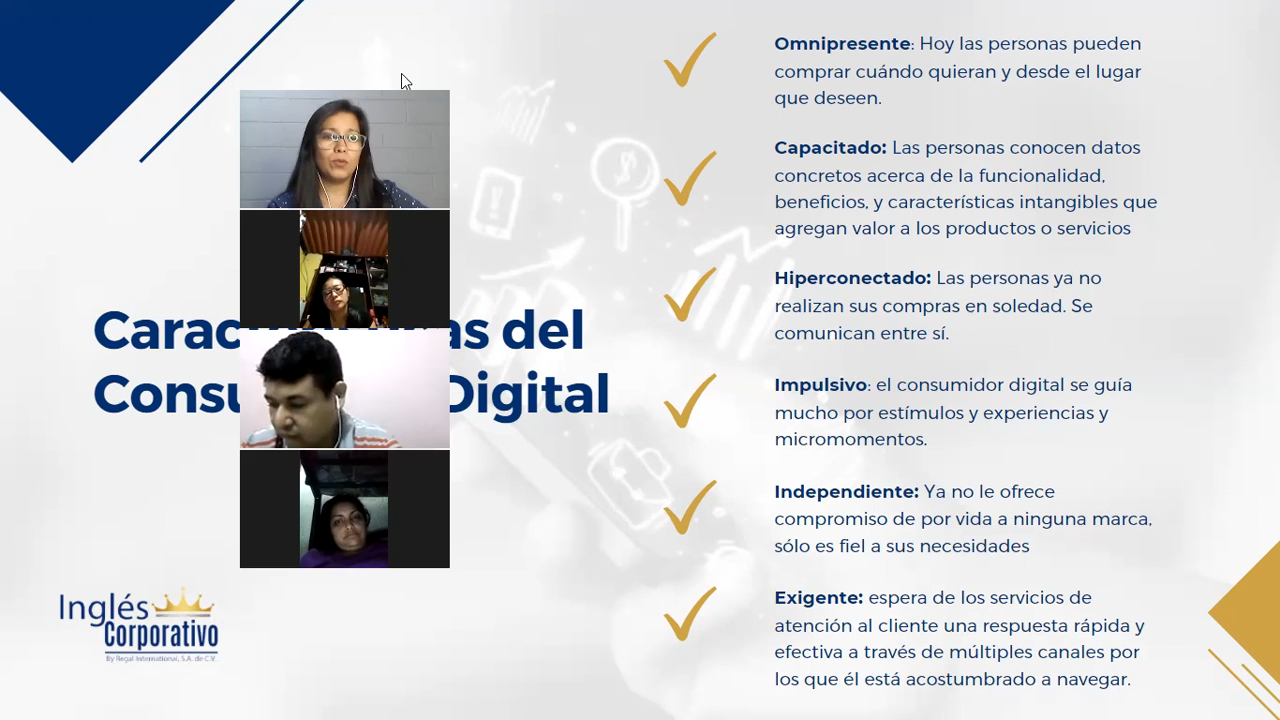 Carac as del
Consu Digital
Omnipresente: Hoy las personas pueden
comprar cuándo quieran y desde el lugar
que deseen.
Capacitado: Las personas conocen datos
concretos acerca de la funcionalidad,
beneficios, y características intangibles que
agregan valor a los productos o servicios
Hiperconectado: Las personas ya no
realizan sus compras en soledad. Se
comunican entre sí.
Impulsivo: el consumidor digital se guía
mucho por estímulos y experiencias y
micromomentos.
Independiente: Ya no le ofrece
compromiso de por vida a ninguna marca,
sólo es fiel a sus necesidades
Exigente: espera de los servicios de
atención al cliente una respuesta rápida y
efectiva a través de múltiples canales por
los que él está acostumbrado a navegar.
Inglés
Corporativo
By Regal International, S.A. de C.V.